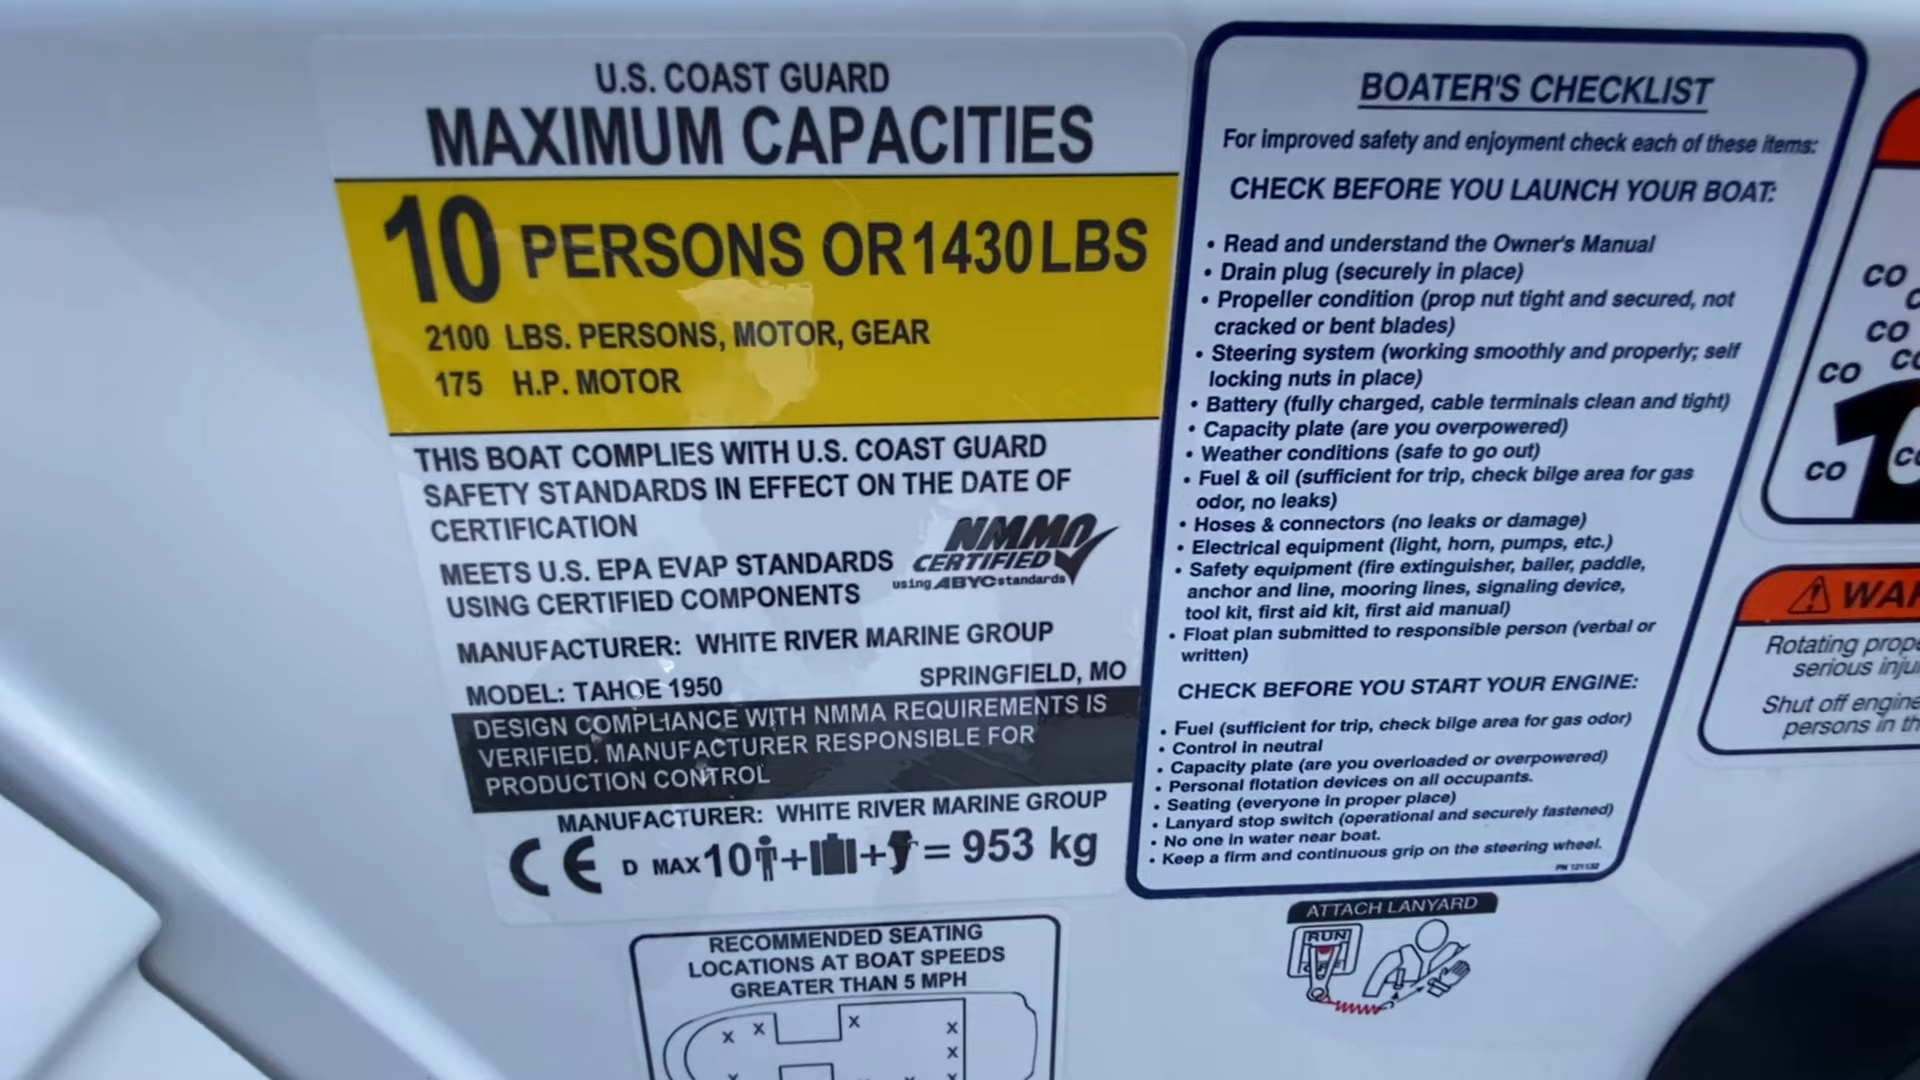 U.S. COAST GUARD
MAXIMUM CAPACITIES
10 PERSONS OR 1430 LBS
2100 LBS. PERSONS, MOTOR, GEAR
175 H.P. MOTOR
THIS BOAT COMPLIES WITH U.S. COAST GUARD
SAFETY STANDARDS IN EFFECT ON THE DATE OF
CERTIFICATION
MEETS U.S. EPA EVAP STANDARDS
USING CERTIFIED COMPONENTS
NMMA
CERTIFIED
using ABYC standards
MANUFACTURER: WHITE RIVER MARINE GROUP
SPRINGFIELD, MO
MODEL: TAHOE 1950
DESIGN COMPLIANCE WITH NMMA REQUIREMENTS IS
VERIFIED. MANUFACTURER RESPONSIBLE FOR
PRODUCTION CONTROL
MANUFACTURER: WHITE RIVER MARINE GROUP
CE D MAX 10 + + = 953 kg
RECOMMENDED SEATING
LOCATIONS AT BOAT SPEEDS
GREATER THAN 5 MPH
x x x x
x
BOATER'S CHECKLIST
For improved safety and enjoyment check each of these items:
CHECK BEFORE YOU LAUNCH YOUR BOAT:
• Read and understand the Owner's Manual
• Drain plug (securely in place)
• Propeller condition (prop nut tight and secured, not
cracked or bent blades)
• Steering system (working smoothly and properly; self
locking nuts in place)
• Battery (fully charged, cable terminals clean and tight)
• Capacity plate (are you overpowered)
• Weather conditions (safe to go out)
• Fuel & oil (sufficient for trip, check bilge area for gas
odor, no leaks)
• Hoses & connectors (no leaks or damage)
• Electrical equipment (light, horn, pumps, etc.)
• Safety equipment (fire extinguisher, bailer, paddle,
anchor and line, mooring lines, signaling device,
tool kit, first aid kit, first aid manual)
• Float plan submitted to responsible person (verbal or
written)
CHECK BEFORE YOU START YOUR ENGINE:
• Fuel (sufficient for trip, check bilge area for gas odor)
• Control in neutral
• Capacity plate (are you overloaded or overpowered)
• Personal flotation devices on all occupants.
• Seating (everyone in proper place)
• Lanyard stop switch (operational and securely fastened)
• No one in water near boat.
• Keep a firm and continuous grip on the steering wheel.
PN 121132
ATTACH LANYARD
RUN
CO
CO
CO
CO
Rotating
serious
Shut off engine
persons in